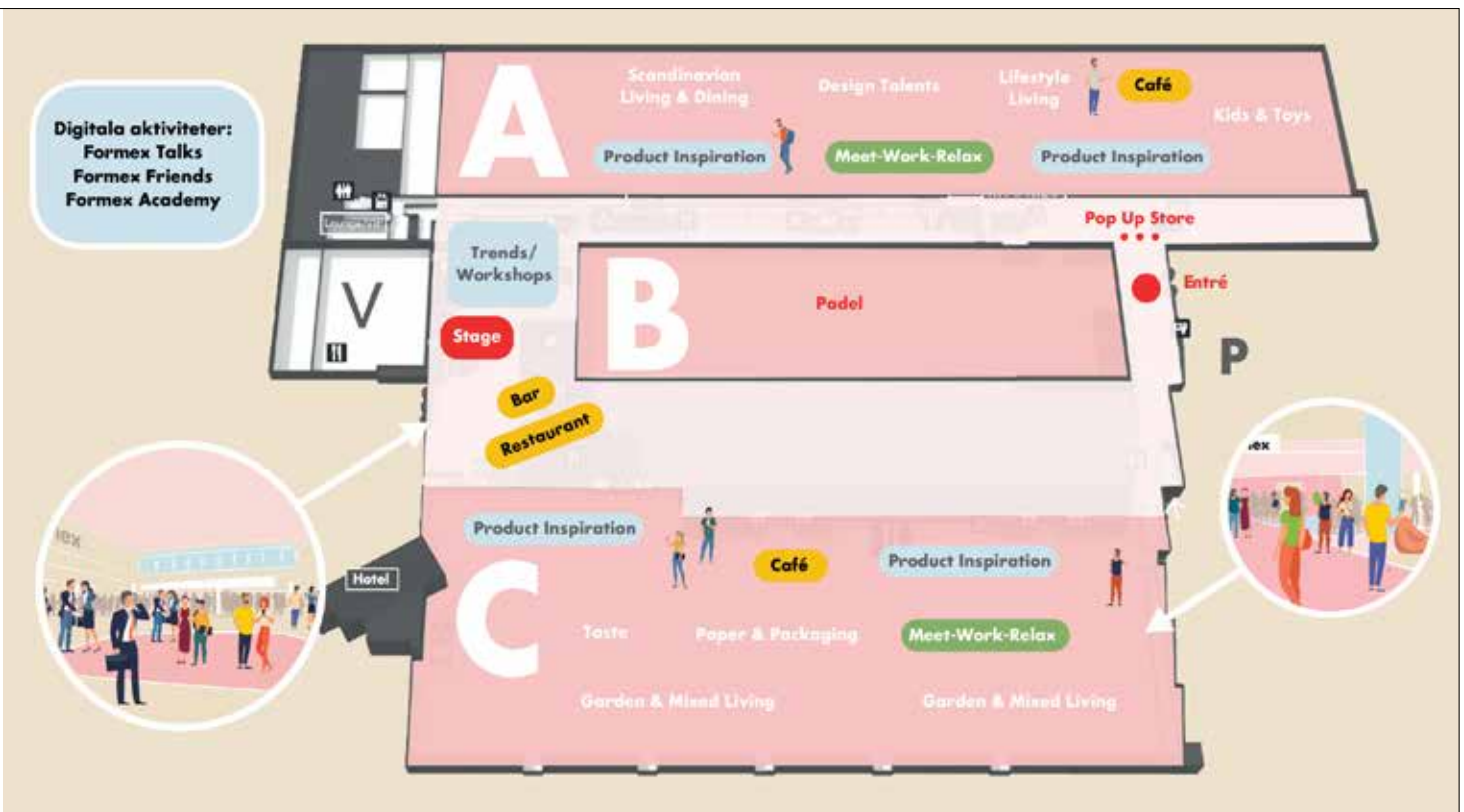 Digitala aktiviteter:
Formex Talks
Formex Friends
Formex Academy
A
Scandinavian
Living & Dining
Design Talents
Lifestyle
Living
Café
Kids & Toys
Product Inspiration
Meet-Work-Relax
Product Inspiration
Pop Up Store
Trends/
Workshops
V
B
Padel
Entré
Stage
P
Bar
Restaurant
ex
Product Inspiration
Café
Product Inspiration
Hotel
C
Taste
Paper & Packaging
Meet-Work-Relax
Garden & Mixed Living
Garden & Mixed Living